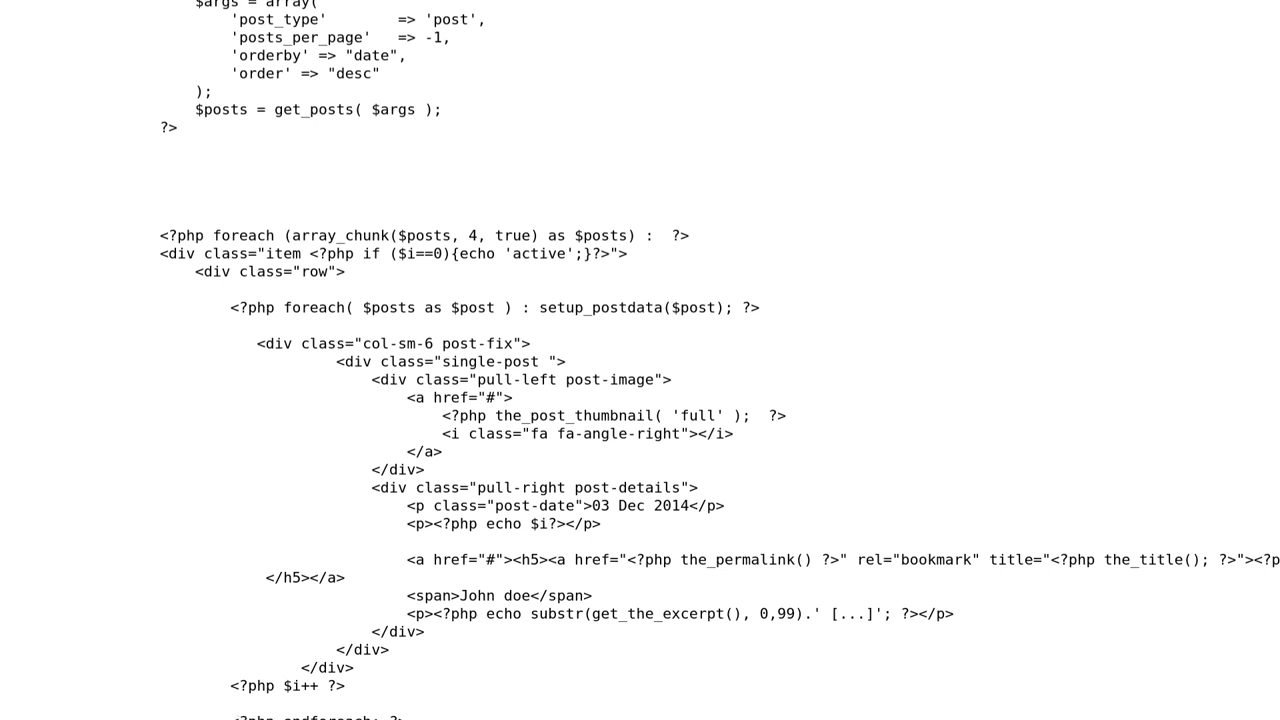 $args = array(
'post_type' => 'post',
'posts_per_page' => -1,
'orderby' => "date",
'order' => "desc"
);
$posts = get_posts( $args );
?>
<?php foreach (array_chunk($posts, 4, true) as $posts) :  ?>
<div class="item <?php if ($i==0){echo 'active';}?>">
<div class="row">
<?php foreach( $posts as $post ) : setup_postdata($post); ?>
<div class="col-sm-6 post-fix">
<div class="single-post ">
<div class="pull-left post-image">
<a href="#">
<?php the_post_thumbnail( 'full' );  ?>
<i class="fa fa-angle-right"></i>
</a>
</div>
<div class="pull-right post-details">
<p class="post-date">03 Dec 2014</p>
<p><?php echo $i?></p>
<a href="#"><h5><a href="<?php the_permalink() ?>" rel="bookmark" title="<?php the_title(); ?>"><?p
</h5></a>
<span>John doe</span>
<p><?php echo substr(get_the_excerpt(), 0,99).' [...]'; ?></p>
</div>
</div>
</div>
<?php $i++ ?>
<?php endforeach; ?>